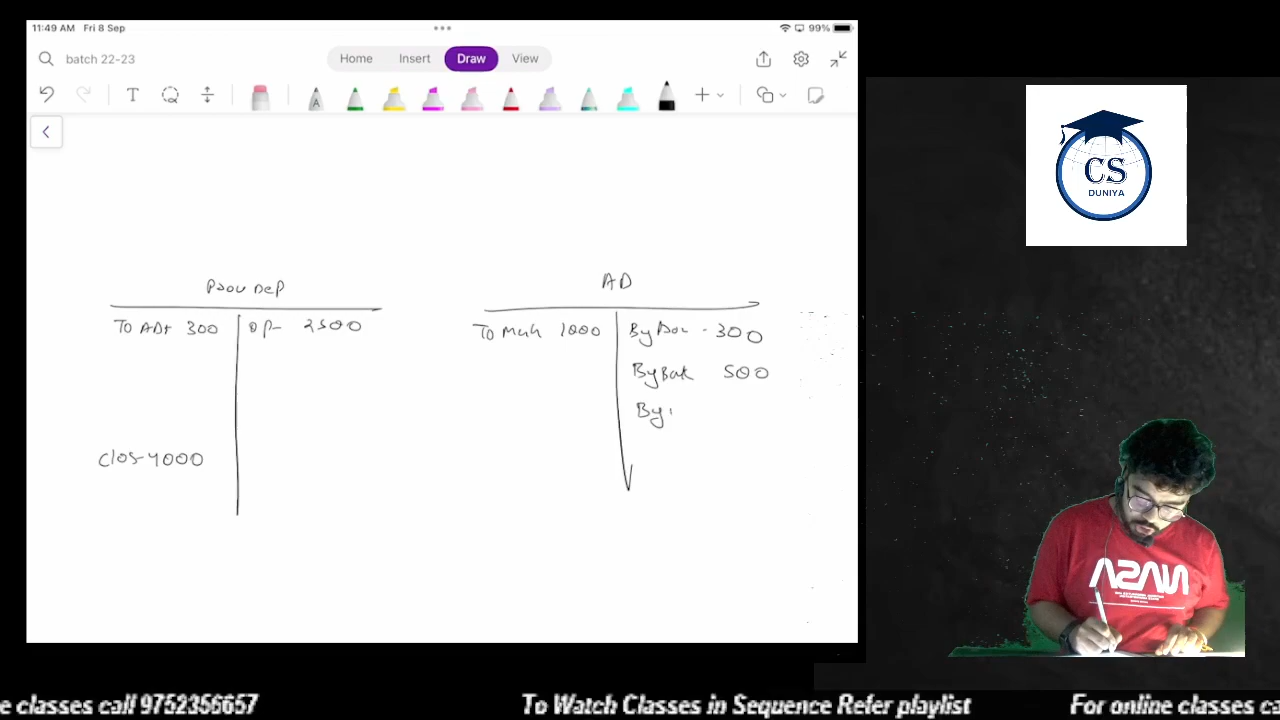 11:49 AM Fri 8 Sep
99%
batch 22-23
Home Insert Draw View
A
CS
DUNIYA
Prov Dep
To ADt 300
op- 2500
Clos- 4000
AD
To Mach 1000
By Prov - 300
By Bank 500
By
NASA
e classes call 9752356657 To Watch Classes in Sequence Refer playlist For online classes ca